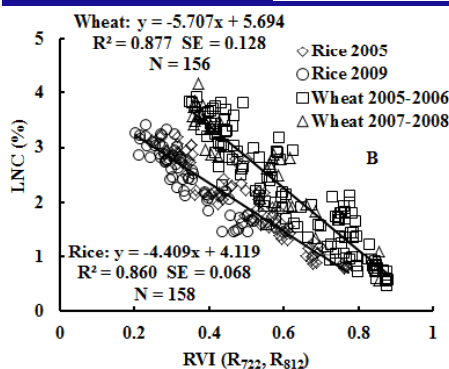 Wheat: y = -5.707x + 5.694
R² = 0.877 SE = 0.128
N = 156
Rice 2005
Rice 2009
Wheat 2005-2006
Wheat 2007-2008
B
Rice: y = -4.409x + 4.119
R² = 0.860 SE = 0.068
N = 158
LNC (%)
5
4
3
2
1
0
0 0.2 0.4 0.6 0.8 1
RVI (R₇₂₂, R₈₁₂)